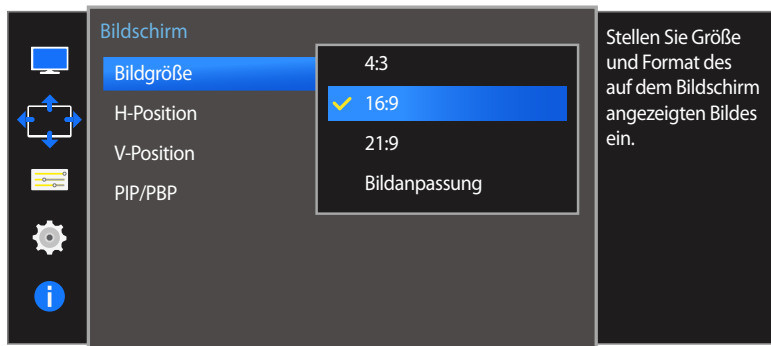 Bildschirm
Bildgröße
H-Position
V-Position
PIP/PBP
4:3
16:9
21:9
Bildanpassung
Stellen Sie Größe
und Format des
auf dem Bildschirm
angezeigten Bildes
ein.
i